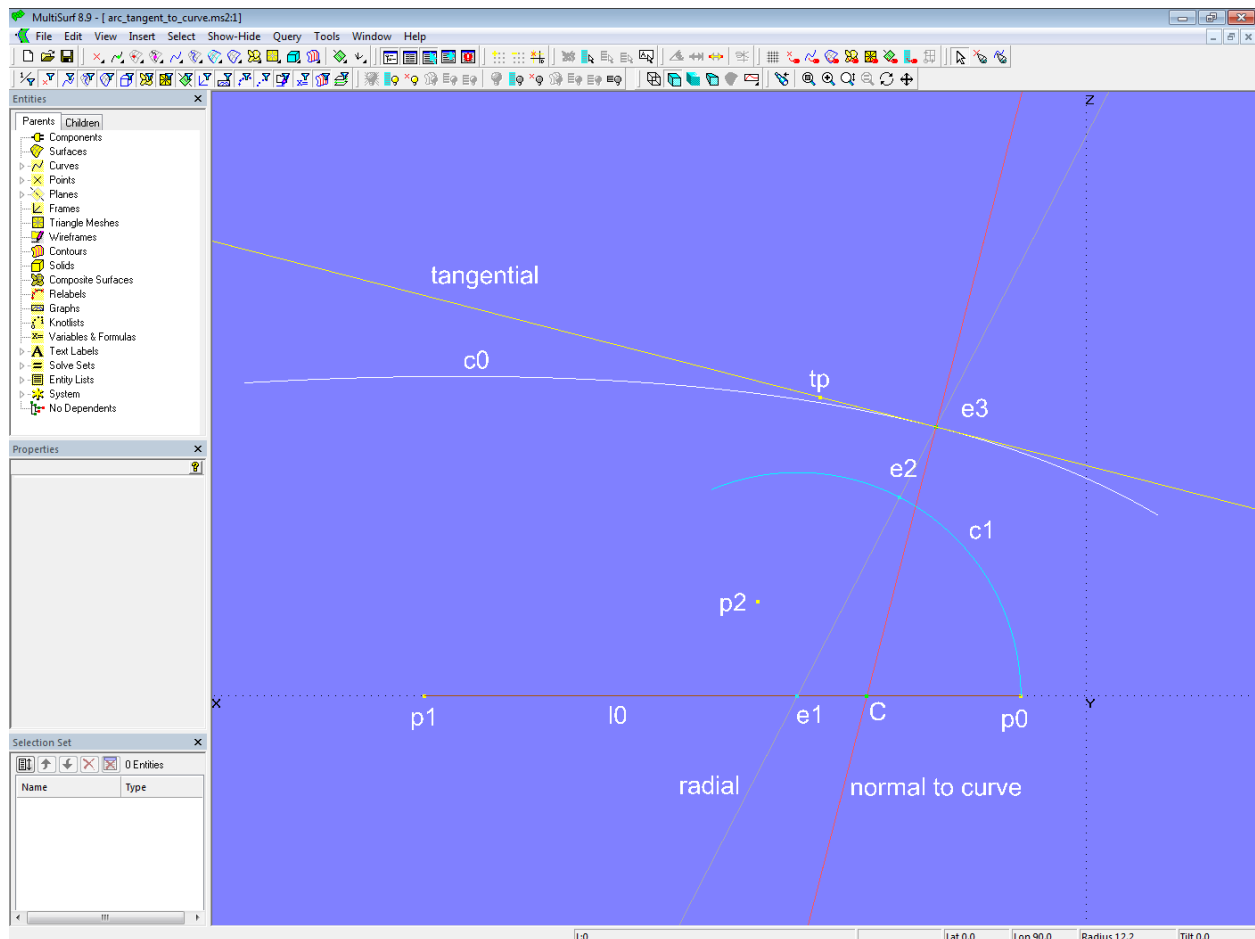 MultiSurf 8.9 - [ arc_tangent_to_curve.ms2:1]
File Edit View Insert Select Show-Hide Query Tools Window Help
Entities
Parents Children
Components
Surfaces
Curves
Points
Planes
Frames
Triangle Meshes
Wireframes
Contours
Solids
Composite Surfaces
Relabels
Graphs
Knotlists
Variables & Formulas
Text Labels
Solve Sets
Entity Lists
System
No Dependents
Properties
Selection Set
0 Entities
Name Type
Z
tangential
c0
tp
e3
e2
c1
p2
X
Y
p1
l0
e1
C
p0
radial
normal to curve
L:0
Lat 0.0 Lon 90.0 Radius 12.2 Tilt 0.0